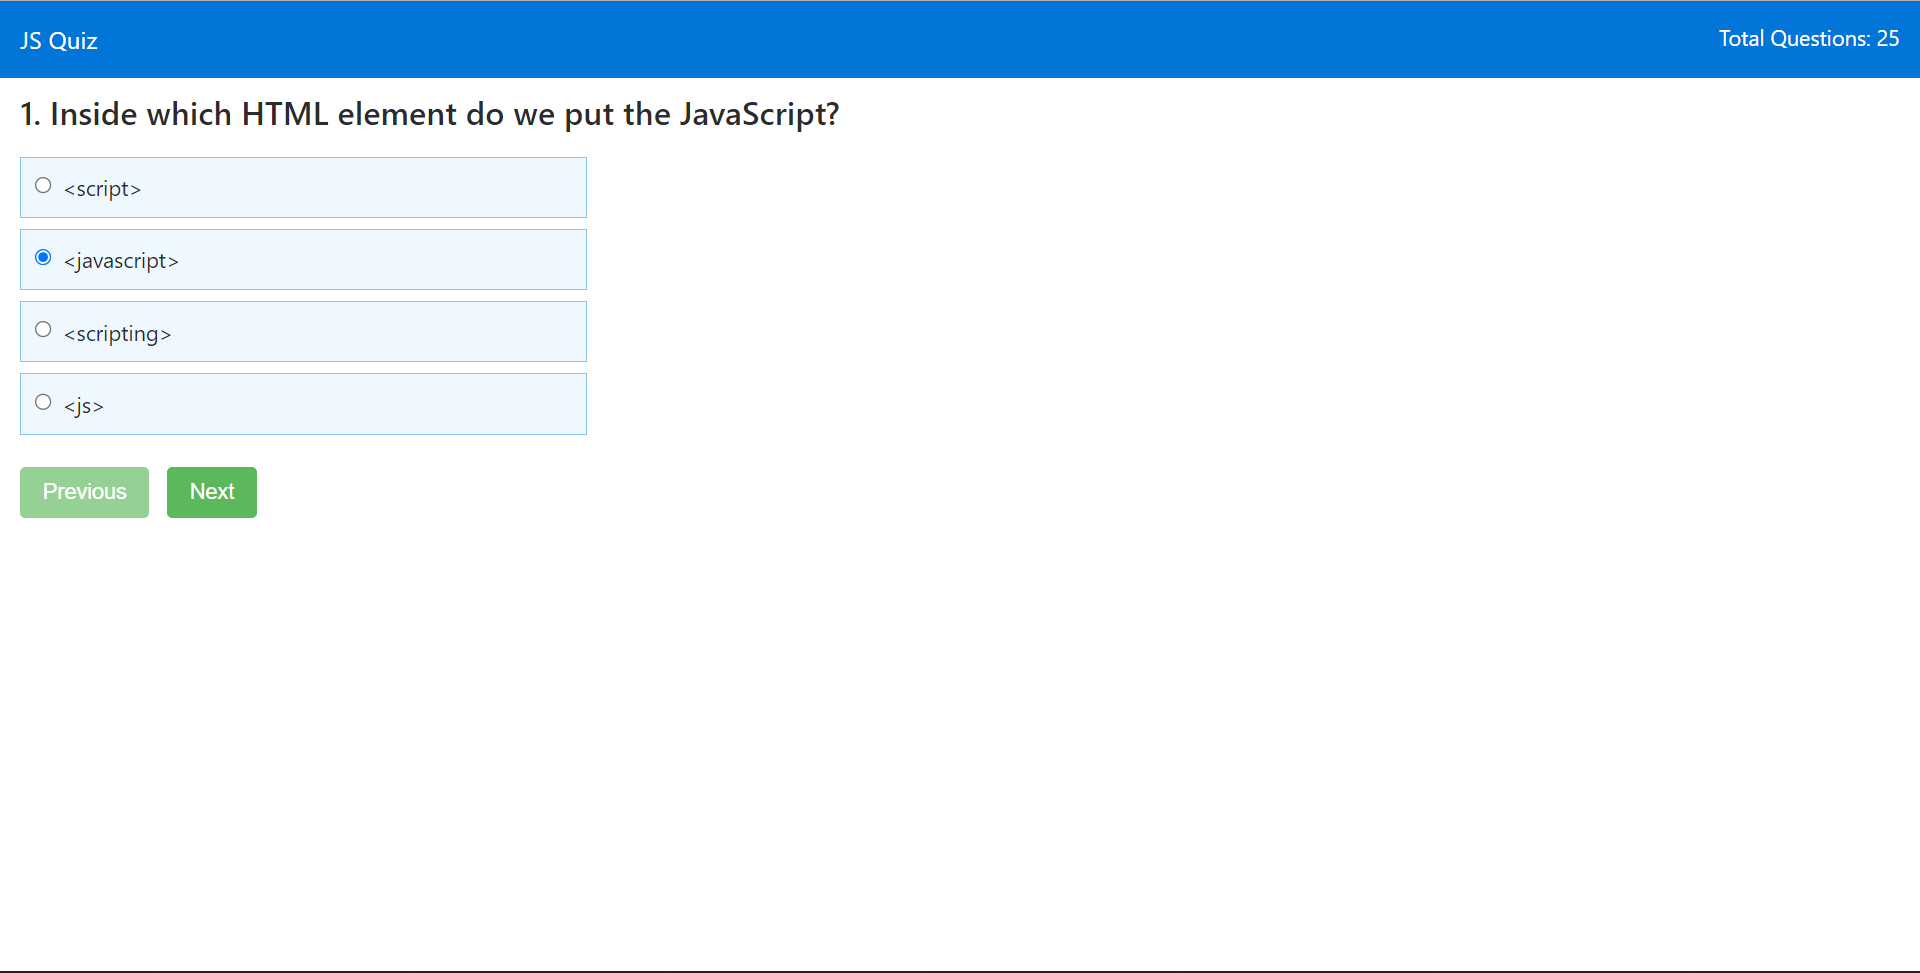 JS Quiz
Total Questions: 25
1. Inside which HTML element do we put the JavaScript?
<script>
<javascript>
<scripting>
<js>
Previous
Next